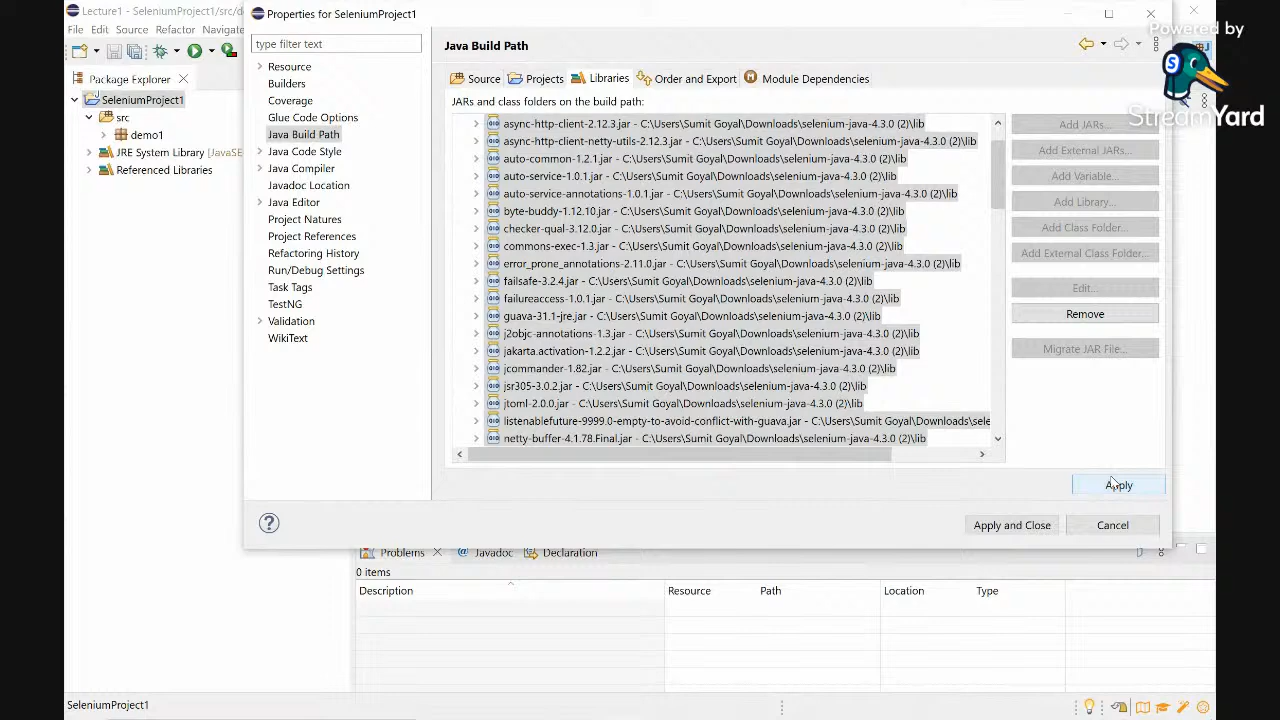 Lecture1 - SeleniumProject1/src/d
File Edit Source Refactor Navigate
Package Explorer
SeleniumProject1
src
demo1
JRE System Library [JavaSE
Referenced Libraries
Properties for SeleniumProject1
type filter text
Resource
Builders
Coverage
Glue Code Options
Java Build Path
Java Code Style
Java Compiler
Javadoc Location
Java Editor
Project Natures
Project References
Refactoring History
Run/Debug Settings
Task Tags
TestNG
Validation
WikiText
Java Build Path
Source Projects Libraries Order and Export Module Dependencies
JARs and class folders on the build path:
async-http-client-2.12.3.jar - C:\Users\Sumit Goyal\Downloads\selenium-java-4.3.0 (2)\lib
async-http-client-netty-utils-2.12.3.jar - C:\Users\Sumit Goyal\Downloads\selenium-java-4.3.0 (2)\lib
auto-common-1.2.1.jar - C:\Users\Sumit Goyal\Downloads\selenium-java-4.3.0 (2)\lib
auto-service-1.0.1.jar - C:\Users\Sumit Goyal\Downloads\selenium-java-4.3.0 (2)\lib
auto-service-annotations-1.0.1.jar - C:\Users\Sumit Goyal\Downloads\selenium-java-4.3.0 (2)\lib
byte-buddy-1.12.10.jar - C:\Users\Sumit Goyal\Downloads\selenium-java-4.3.0 (2)\lib
checker-qual-3.12.0.jar - C:\Users\Sumit Goyal\Downloads\selenium-java-4.3.0 (2)\lib
commons-exec-1.3.jar - C:\Users\Sumit Goyal\Downloads\selenium-java-4.3.0 (2)\lib
error_prone_annotations-2.11.0.jar - C:\Users\Sumit Goyal\Downloads\selenium-java-4.3.0 (2)\lib
failsafe-3.2.4.jar - C:\Users\Sumit Goyal\Downloads\selenium-java-4.3.0 (2)\lib
failureaccess-1.0.1.jar - C:\Users\Sumit Goyal\Downloads\selenium-java-4.3.0 (2)\lib
guava-31.1-jre.jar - C:\Users\Sumit Goyal\Downloads\selenium-java-4.3.0 (2)\lib
j2objc-annotations-1.3.jar - C:\Users\Sumit Goyal\Downloads\selenium-java-4.3.0 (2)\lib
jakarta.activation-1.2.2.jar - C:\Users\Sumit Goyal\Downloads\selenium-java-4.3.0 (2)\lib
jcommander-1.82.jar - C:\Users\Sumit Goyal\Downloads\selenium-java-4.3.0 (2)\lib
jsr305-3.0.2.jar - C:\Users\Sumit Goyal\Downloads\selenium-java-4.3.0 (2)\lib
jtoml-2.0.0.jar - C:\Users\Sumit Goyal\Downloads\selenium-java-4.3.0 (2)\lib
listenablefuture-9999.0-empty-to-avoid-conflict-with-guava.jar - C:\Users\Sumit Goyal\Downloads\sele
netty-buffer-4.1.78.Final.jar - C:\Users\Sumit Goyal\Downloads\selenium-java-4.3.0 (2)\lib
Add JARs...
Add External JARs...
Add Variable...
Add Library...
Add Class Folder...
Add External Class Folder...
Edit...
Remove
Migrate JAR File...
Apply
Apply and Close Cancel
Powered by
StreamYard
Problems Javadoc Declaration
0 items
Description Resource Path Location Type
SeleniumProject1